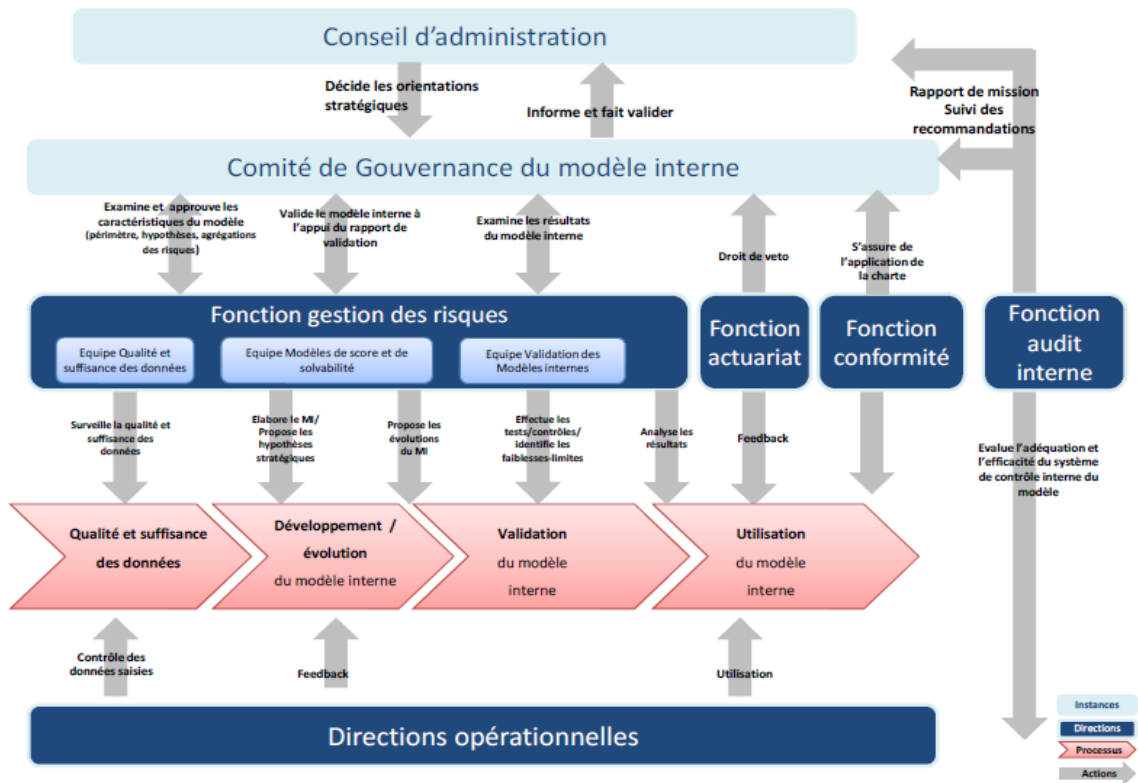 Conseil d'administration
Décide les orientations
stratégiques
Informe et fait valider
Rapport de mission
Suivi des
recommandations
Comité de Gouvernance du modèle interne
Examine et approuve les
caractéristiques du modèle
(périmètre, hypothèses, agrégations
des risques)
Valide le modèle interne à
l'appui du rapport de
validation
Examine les résultats
du modèle interne
Droit de veto
S'assure de
l'application de
la charte
Fonction gestion des risques
Equipe Qualité et
suffisance des données
Equipe Modèles de score et de
solvabilité
Equipe Validation des
Modèles internes
Fonction
actuariat
Fonction
conformité
Fonction
audit
interne
Surveille la qualité et
suffisance des
données
Elabore le MI/
Propose les
hypothèses
stratégiques
Propose les
évolutions
du MI
Effectue les
tests/contrôles/
identifie les
faiblesses-limites
Analyse les
résultats
Feedback
Evalue l'adéquation et
l'efficacité du système
de contrôle interne du
modèle
Qualité et suffisance
des données
Développement /
évolution
du modèle interne
Validation
du modèle
interne
Utilisation
du modèle
interne
Contrôle des
données saisies
Feedback
Utilisation
Directions opérationnelles
Instances
Directions
Processus
Actions